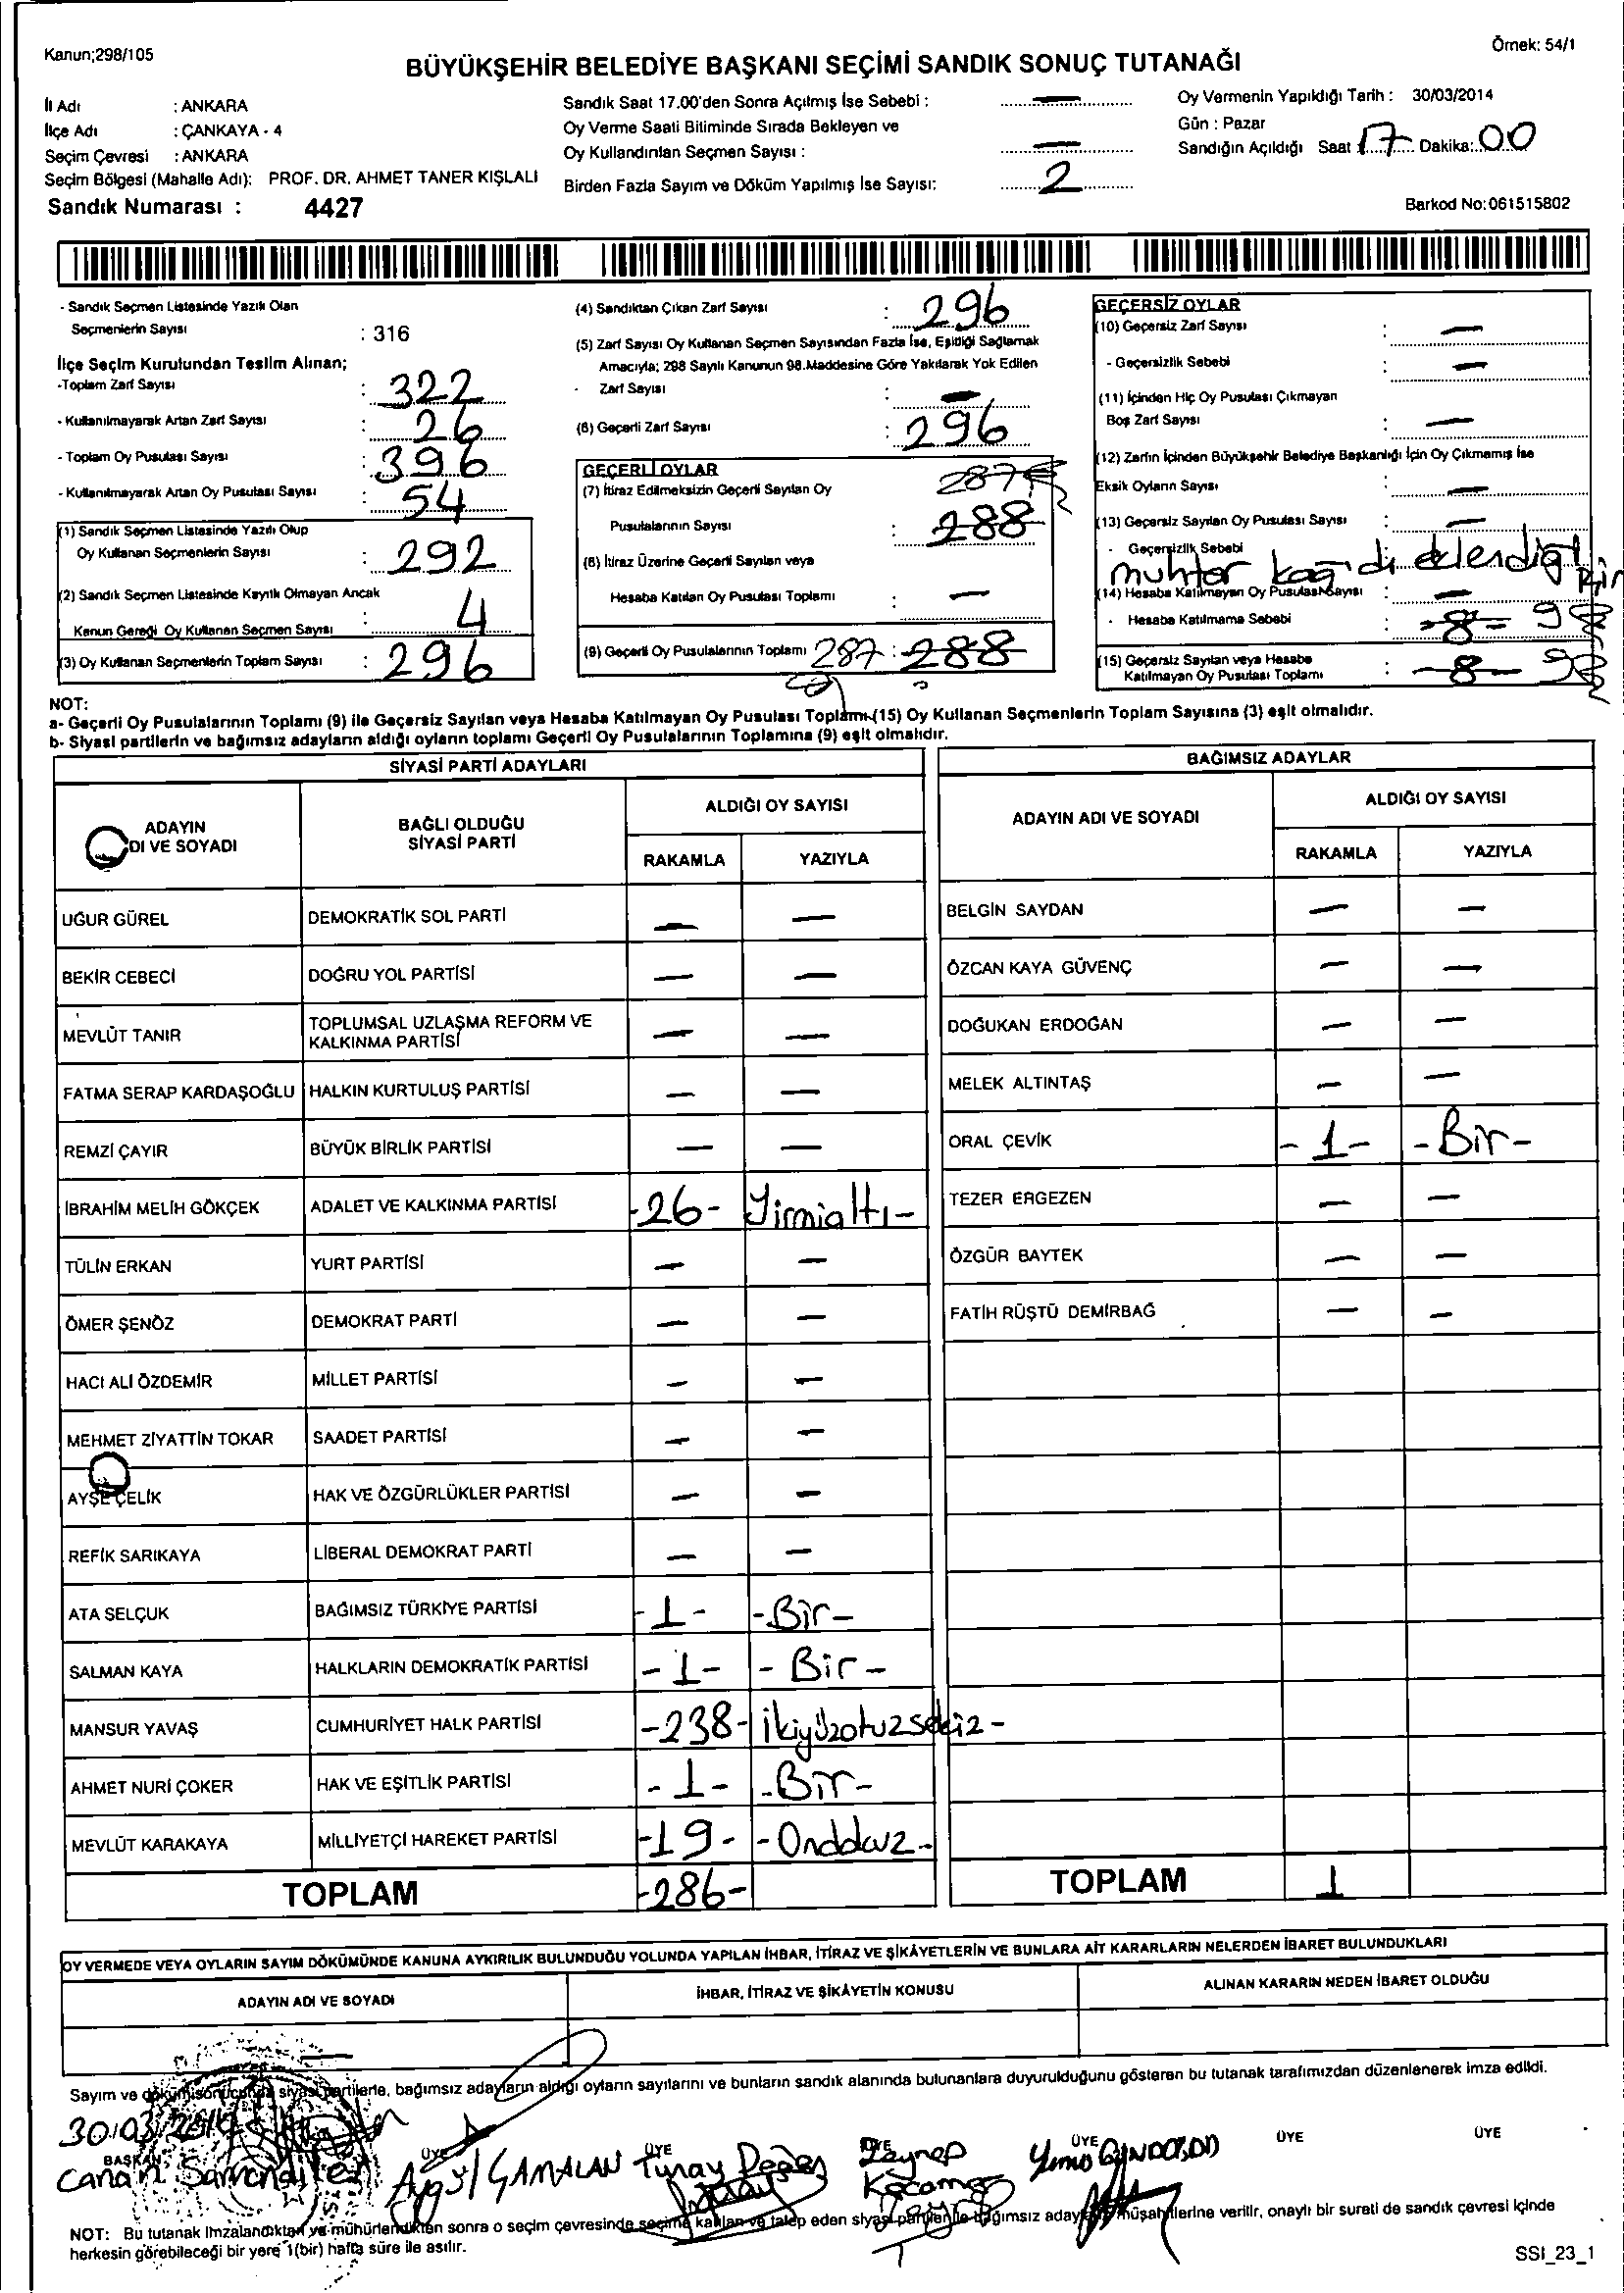 Kanun;298/105
Örnek: 54/1
BÜYÜKŞEHİR BELEDİYE BAŞKANI SEÇİMİ SANDIK SONUÇ TUTANAĞI
İl Adı : ANKARA
İlçe Adı : ÇANKAYA - 4
Seçim Çevresi : ANKARA
Seçim Bölgesi (Mahalle Adı): PROF. DR. AHMET TANER KIŞLALI
Sandık Numarası : 4427
Sandık Saat 17.00'den Sonra Açılmış İse Sebebi : —
Oy Verme Saati Bitiminde Sırada Bekleyen ve
Oy Kullandırılan Seçmen Sayısı : —
Birden Fazla Sayım ve Döküm Yapılmış İse Sayısı: 2
Oy Vermenin Yapıldığı Tarih : 30/03/2014
Gün : Pazar
Sandığın Açıldığı Saat : 17 Dakika: 00
Barkod No: 061515802
- Sandık Seçmen Listesinde Yazılı Olan
Seçmenlerin Sayısı : 316
İlçe Seçim Kurulundan Teslim Alınan;
-Toplam Zarf Sayısı : 322
- Kullanılmayarak Artan Zarf Sayısı : 26
- Toplam Oy Pusulası Sayısı : 396
- Kullanılmayarak Artan Oy Pusulası Sayısı : 54
(1) Sandık Seçmen Listesinde Yazılı Olup
Oy Kullanan Seçmenlerin Sayısı : 292
(2) Sandık Seçmen Listesinde Kayıtlı Olmayan Ancak
Kanun Gereği Oy Kullanan Seçmen Sayısı : 4
(3) Oy Kullanan Seçmenlerin Toplam Sayısı : 296
(4) Sandıktan Çıkan Zarf Sayısı : 296
(5) Zarf Sayısı Oy Kullanan Seçmen Sayısından Fazla İse, Eşitliği Sağlamak
Amacıyla; 298 Sayılı Kanunun 98.Maddesine Göre Yakılarak Yok Edilen
- Zarf Sayısı : —
(6) Geçerli Zarf Sayısı : 296
GEÇERLİ OYLAR
(7) İtiraz Edilmeksizin Geçerli Sayılan Oy 287
Pusulalarının Sayısı : 288
(8) İtiraz Üzerine Geçerli Sayılan veya
Hesaba Katılan Oy Pusulası Toplamı : —
(9) Geçerli Oy Pusulalarının Toplamı 287 : 288
GEÇERSİZ OYLAR
(10) Geçersiz Zarf Sayısı : —
- Geçersizlik Sebebi : —
(11) İçinden Hiç Oy Pusulası Çıkmayan
Boş Zarf Sayısı : —
(12) Zarfın İçinden Büyükşehir Belediye Başkanlığı İçin Oy Çıkmamış İse
Eksik Oyların Sayısı : —
(13) Geçersiz Sayılan Oy Pusulası Sayısı : —
- Geçersizlik Sebebi
muhtar kağıdı eklendiği
(14) Hesaba Katılmayan Oy Pusulası Sayısı : —
- Hesaba Katılmama Sebebi : -8- 9
(15) Geçersiz Sayılan veya Hesaba
Katılmayan Oy Pusulası Toplamı : -8- 9
NOT:
a- Geçerli Oy Pusulalarının Toplamı (9) ile Geçersiz Sayılan veya Hesaba Katılmayan Oy Pusulası Toplamı (15) Oy Kullanan Seçmenlerin Toplam Sayısına (3) eşit olmalıdır.
b- Siyasi partilerin ve bağımsız adayların aldığı oyların toplamı Geçerli Oy Pusulalarının Toplamına (9) eşit olmalıdır.
SİYASİ PARTİ ADAYLARI
ADAYIN
DI VE SOYADI
BAĞLI OLDUĞU
SİYASİ PARTİ
ALDIĞI OY SAYISI
RAKAMLA YAZIYLA
UĞUR GÜREL DEMOKRATİK SOL PARTİ — —
BEKİR CEBECİ DOĞRU YOL PARTİSİ — —
MEVLÜT TANIR TOPLUMSAL UZLAŞMA REFORM VE
KALKINMA PARTİSİ — —
FATMA SERAP KARDAŞOĞLU HALKIN KURTULUŞ PARTİSİ — —
REMZİ ÇAYIR BÜYÜK BİRLİK PARTİSİ — —
İBRAHİM MELİH GÖKÇEK ADALET VE KALKINMA PARTİSİ -26- Yirmialtı-
TÜLİN ERKAN YURT PARTİSİ — —
ÖMER ŞENÖZ DEMOKRAT PARTİ — —
HACI ALİ ÖZDEMİR MİLLET PARTİSİ — —
MEHMET ZİYATTİN TOKAR SAADET PARTİSİ — —
AYŞE ÇELİK HAK VE ÖZGÜRLÜKLER PARTİSİ — —
REFİK SARIKAYA LİBERAL DEMOKRAT PARTİ — —
ATA SELÇUK BAĞIMSIZ TÜRKİYE PARTİSİ -1- -Bir-
SALMAN KAYA HALKLARIN DEMOKRATİK PARTİSİ -1- -Bir-
MANSUR YAVAŞ CUMHURİYET HALK PARTİSİ -238- ikiyüzotuzsekiz-
AHMET NURİ ÇOKER HAK VE EŞİTLİK PARTİSİ -1- -Bir-
MEVLÜT KARAKAYA MİLLİYETÇİ HAREKET PARTİSİ -19- -Ondokuz-
TOPLAM -286-
BAĞIMSIZ ADAYLAR
ADAYIN ADI VE SOYADI
ALDIĞI OY SAYISI
RAKAMLA YAZIYLA
BELGİN SAYDAN — —
ÖZCAN KAYA GÜVENÇ — —
DOĞUKAN ERDOĞAN — —
MELEK ALTINTAŞ — —
ORAL ÇEVİK -1- -Bir-
TEZER ERGEZEN — —
ÖZGÜR BAYTEK — —
FATİH RÜŞTÜ DEMİRBAĞ — —
TOPLAM 1
OY VERMEDE VEYA OYLARIN SAYIM DÖKÜMÜNDE KANUNA AYKIRILIK BULUNDUĞU YOLUNDA YAPILAN İHBAR, İTİRAZ VE ŞİKÂYETLERİN VE BUNLARA AİT KARARLARIN NELERDEN İBARET BULUNDUKLARI
ADAYIN ADI VE SOYADI İHBAR, İTİRAZ VE ŞİKÂYETİN KONUSU ALINAN KARARIN NEDEN İBARET OLDUĞU
—
Sayım ve dökümü sonucunda siyasi partilerle, bağımsız adayların aldığı oyların sayılarını ve bunların sandık alanında bulunanlara duyurulduğunu gösteren bu tutanak tarafımızdan düzenlenerek imza edildi.
30.03.2014
BAŞKAN ÜYE ÜYE ÜYE ÜYE ÜYE ÜYE
Canan Aygül ÇAMALAN Tünay Zeynep
NOT: Bu tutanak imzalandıktan ve mühürlendikten sonra o seçim çevresinde seçime katılan ve talep eden siyasi partiler ile bağımsız aday müşahitlerine verilir, onaylı bir sureti de sandık çevresi içinde
herkesin görebileceği bir yere 1(bir) hafta süre ile asılır.
SSI_23_1